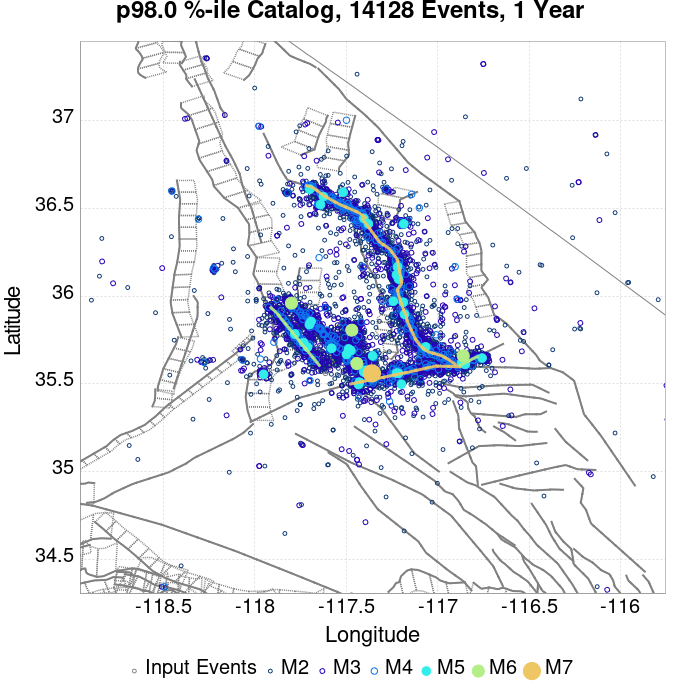 p98.0 %-ile Catalog, 14128 Events, 1 Year
37
36.5
36
35.5
35
34.5
Latitude
-118.5 -118 -117.5 -117 -116.5 -116
Longitude
Input Events M2 M3 M4 M5 M6 M7